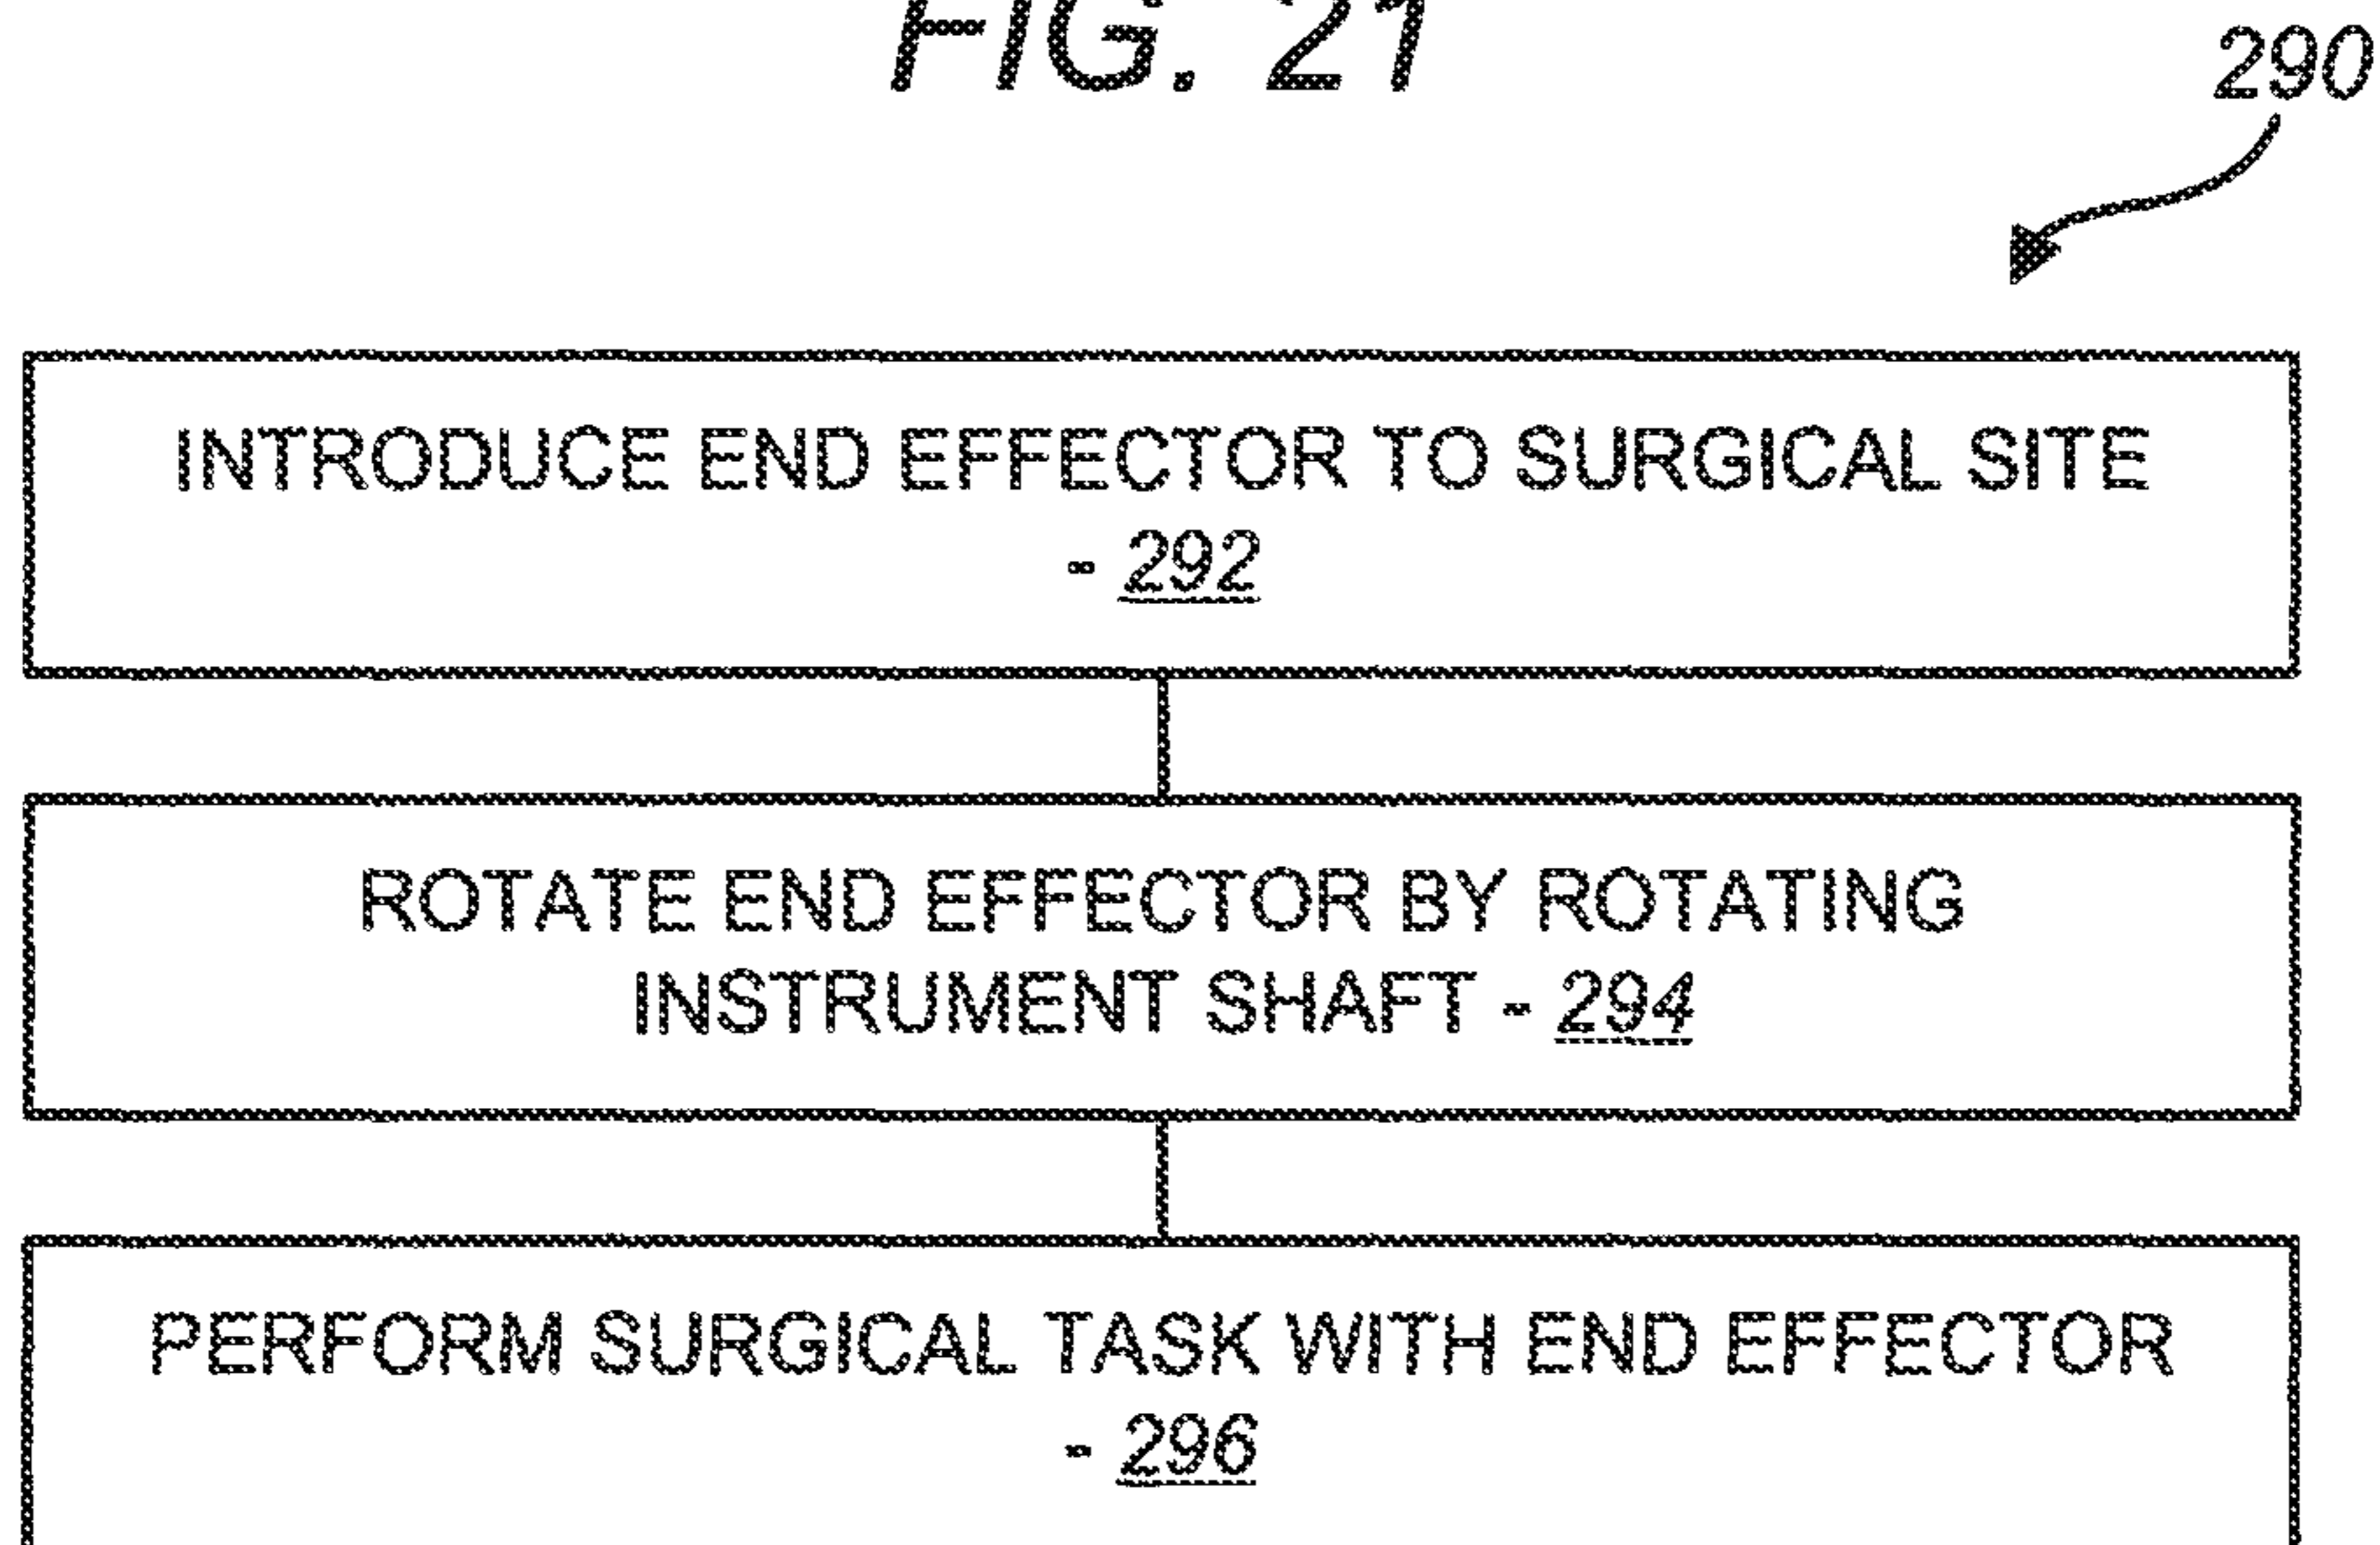 FIG. 21
290
INTRODUCE END EFFECTOR TO SURGICAL SITE
- 292
ROTATE END EFFECTOR BY ROTATING
INSTRUMENT SHAFT - 294
PERFORM SURGICAL TASK WITH END EFFECTOR
- 296